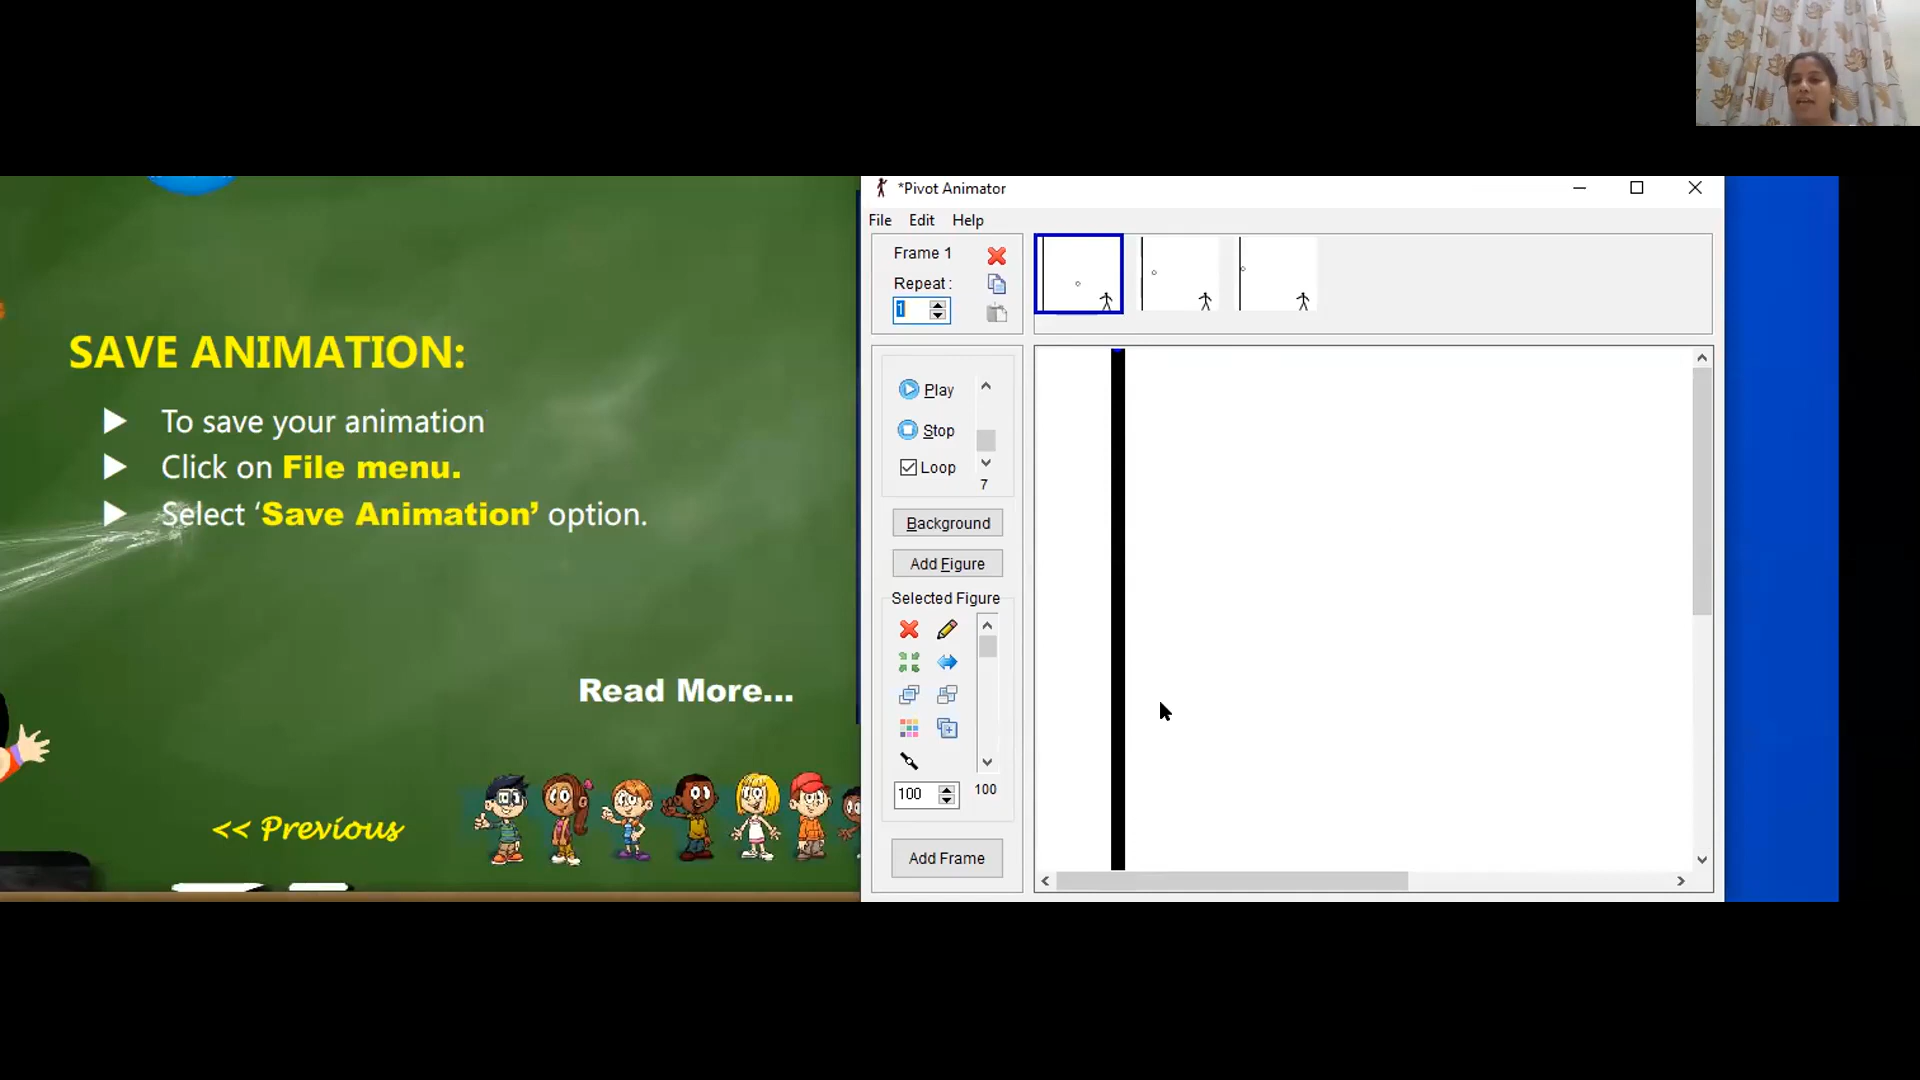 SAVE ANIMATION:
To save your animation
Click on File menu.
Select ‘Save Animation’ option.
Read More...
<< Previous
*Pivot Animator
File Edit Help
Frame 1
Repeat :
1
Play
Stop
Loop
7
Background
Add Figure
Selected Figure
100
100
Add Frame